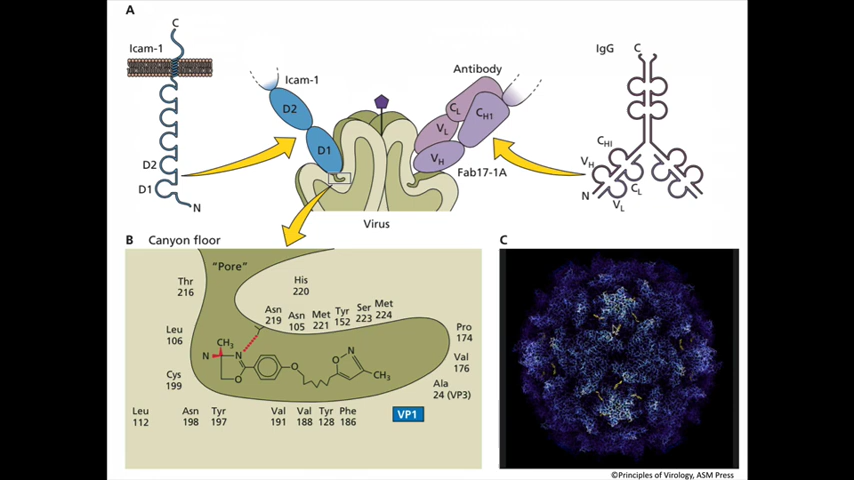 A
C
Icam-1
D2
D1
N
Icam-1
D2
D1
Antibody
CL
CH1
VL
VH
Fab17-1A
Virus
IgG
C
CHI
VH
N
CL
VL
B Canyon floor
"Pore"
Thr
216
His
220
Asn
219
Asn
105
Met
221
Tyr
152
Ser
223
Met
224
Leu
106
Pro
174
Val
176
CH3
N
N
O
O
O
N
CH3
Cys
199
Ala
24 (VP3)
Leu
112
Asn
198
Tyr
197
Val
191
Val
188
Tyr
128
Phe
186
VP1
C
©Principles of Virology, ASM Press